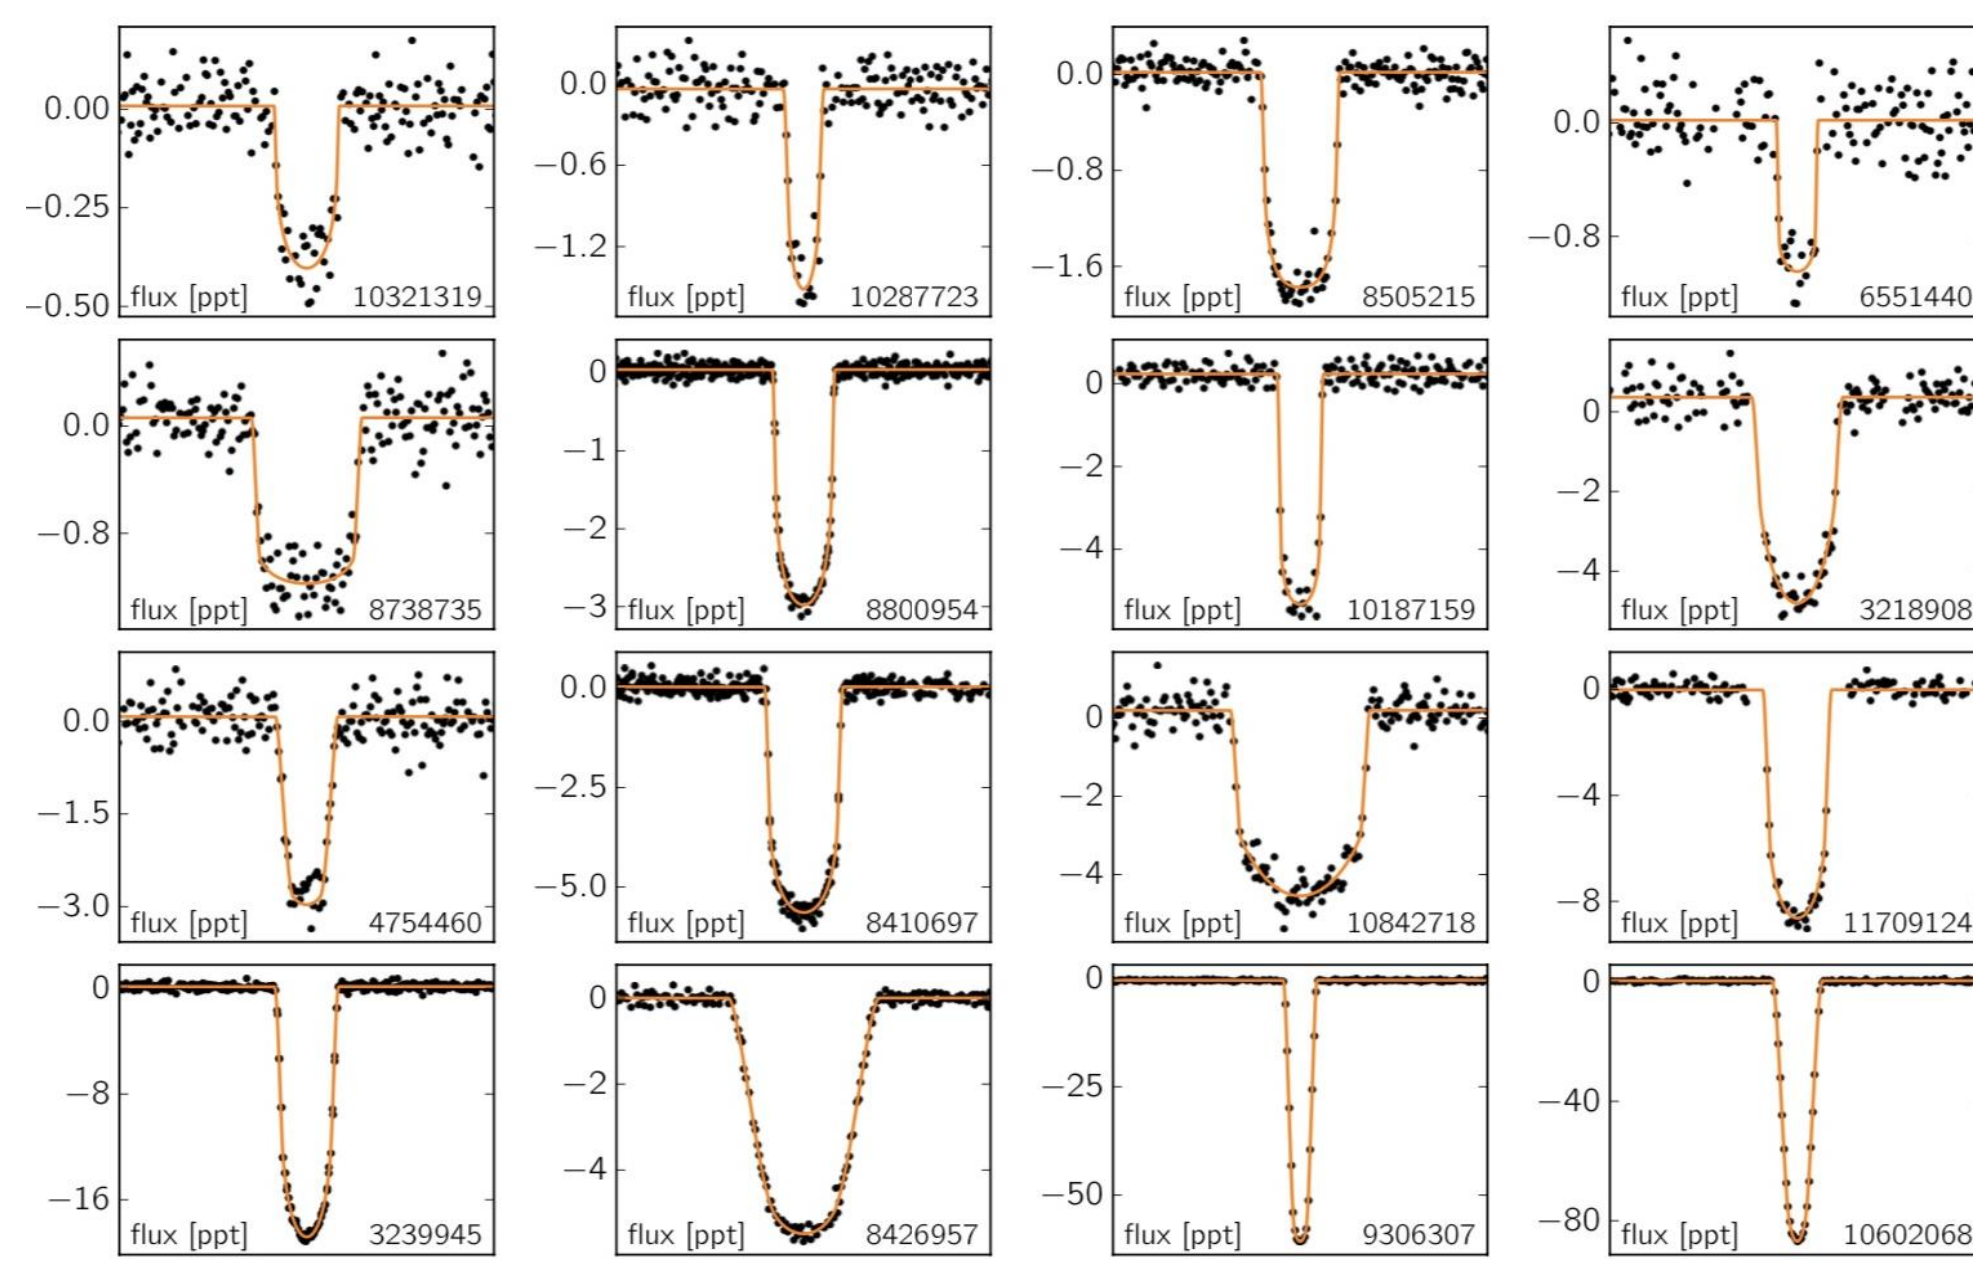 0.00
−0.25
−0.50
flux [ppt] 10321319
0.0
−0.6
−1.2
flux [ppt] 10287723
0.0
−0.8
−1.6
flux [ppt] 8505215
0.0
−0.8
flux [ppt] 6551440
0.0
−0.8
flux [ppt] 8738735
0
−1
−2
−3
flux [ppt] 8800954
0
−2
−4
flux [ppt] 10187159
0
−2
−4
flux [ppt] 3218908
0.0
−1.5
−3.0
flux [ppt] 4754460
0.0
−2.5
−5.0
flux [ppt] 8410697
0
−2
−4
flux [ppt] 10842718
0
−4
−8
flux [ppt] 11709124
0
−8
−16
flux [ppt] 3239945
0
−2
−4
flux [ppt] 8426957
0
−25
−50
flux [ppt] 9306307
0
−40
−80
flux [ppt] 10602068